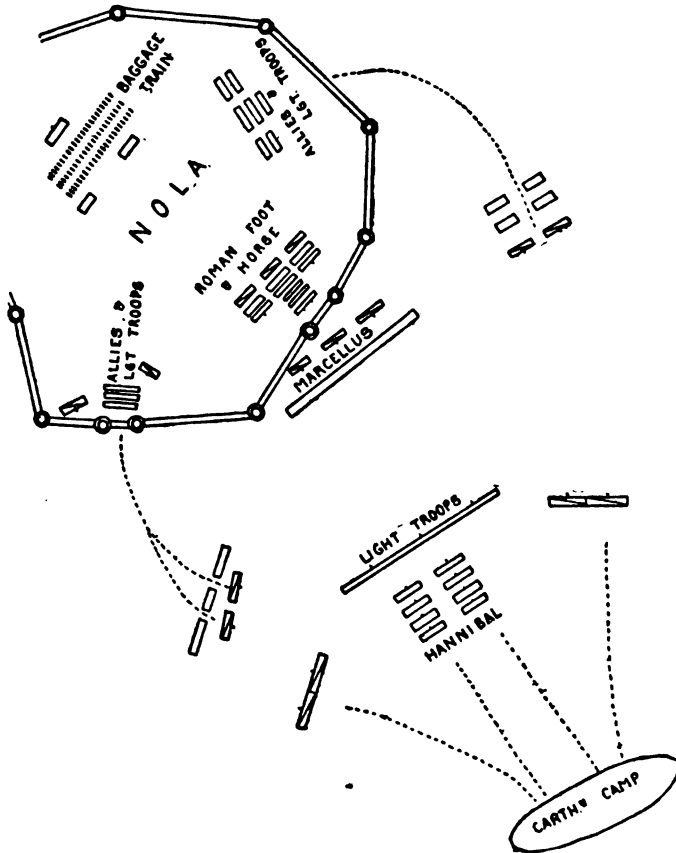 BAGGAGE
TRAIN
ALLIES &
LGT. TROOPS
NOLA
ROMAN FOOT
& HORSE
ALLIES &
LGT TROOPS
MARCELLUS
LIGHT TROOPS
HANNIBAL
CARTHN CAMP